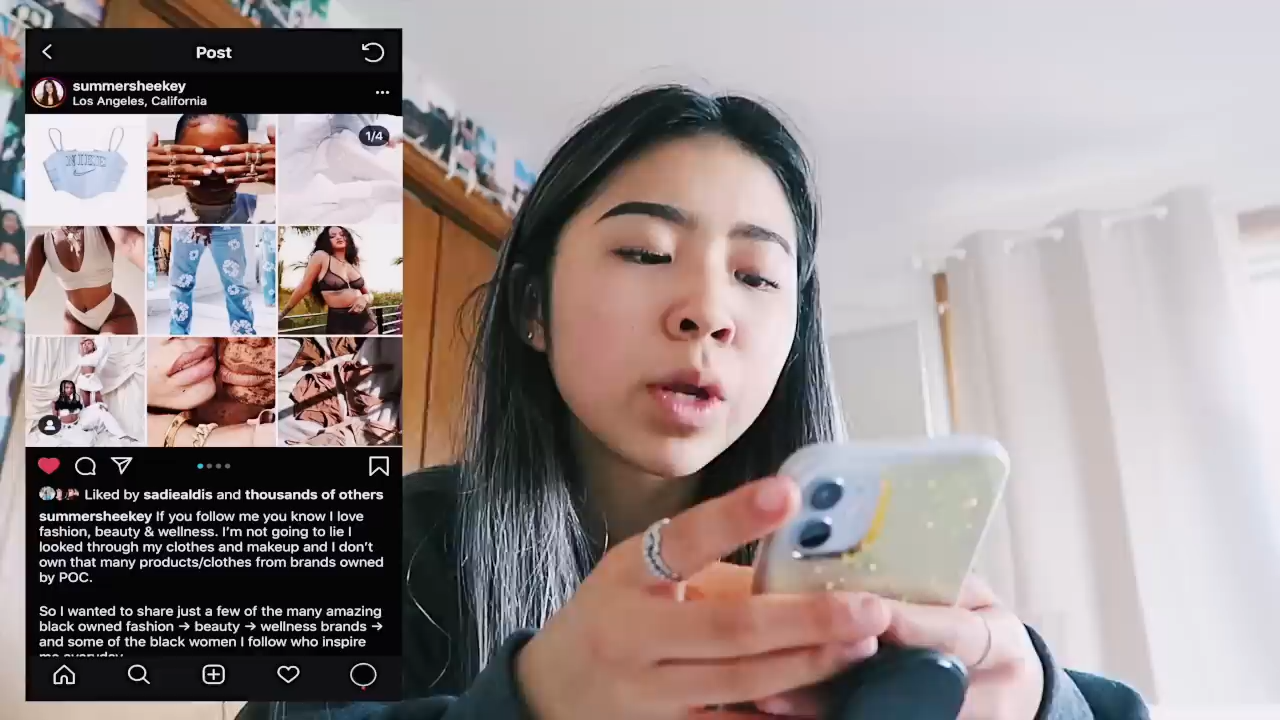 Post
summersheekey
Los Angeles, California
1/4
Liked by sadiealdis and thousands of others
summersheekey If you follow me you know I love
fashion, beauty & wellness. I'm not going to lie I
looked through my clothes and makeup and I don't
own that many products/clothes from brands owned
by POC.
So I wanted to share just a few of the many amazing
black owned fashion → beauty → wellness brands →
and some of the black women I follow who inspire
me everyday